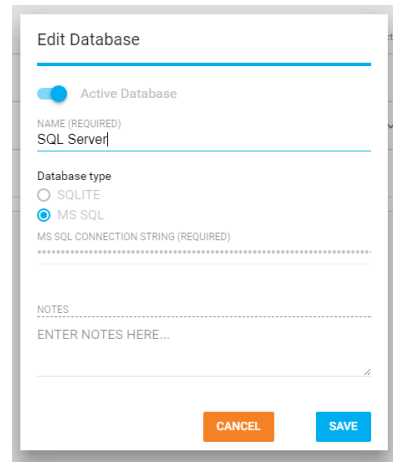 Edit Database
Active Database
NAME (REQUIRED)
SQL Server
Database type
SQLITE
MS SQL
MS SQL CONNECTION STRING (REQUIRED)
NOTES
ENTER NOTES HERE...
CANCEL SAVE